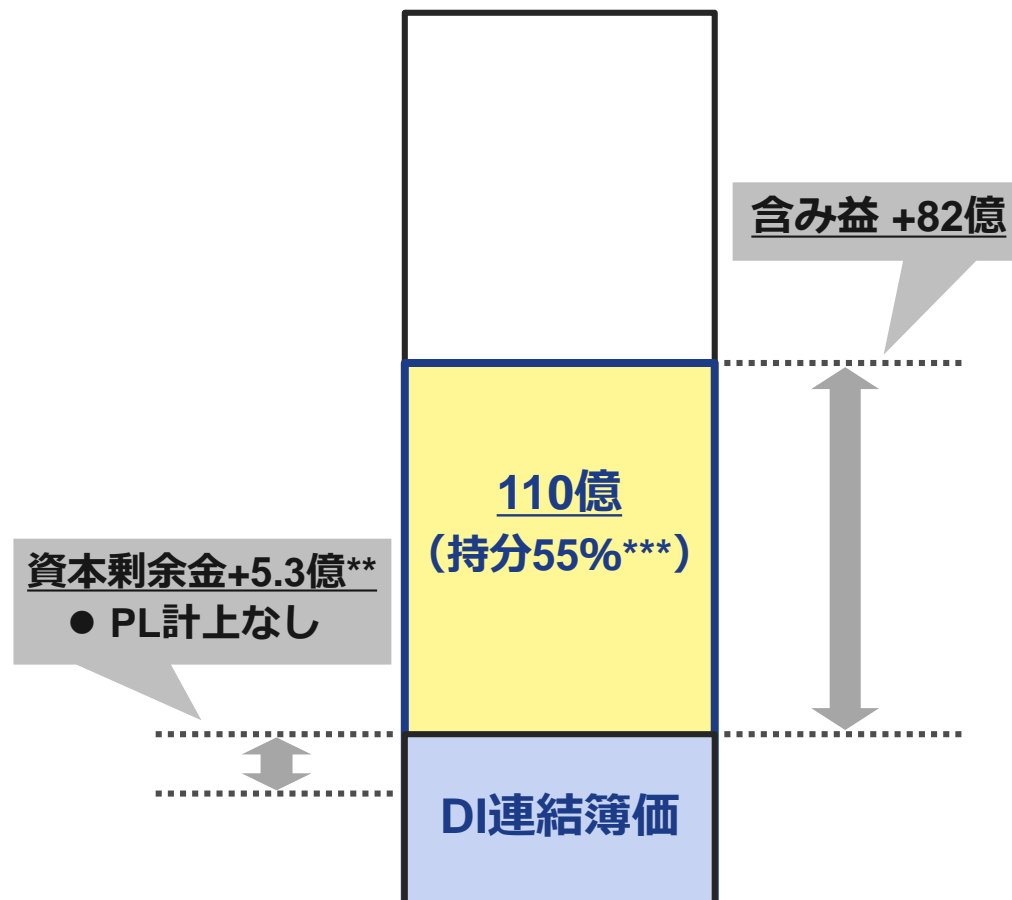 含み益 +82億
110億
（持分55%***）
資本剰余金+5.3億**
● PL計上なし
DI連結簿価